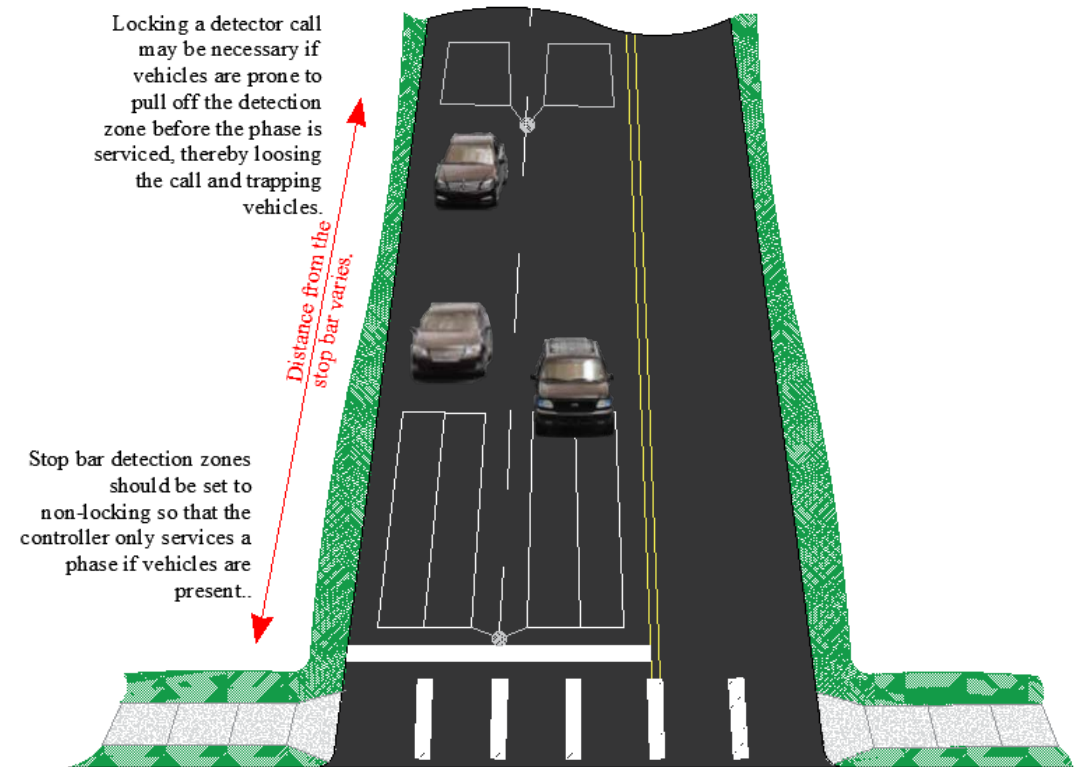 Locking a detector call
may be necessary if
vehicles are prone to
pull off the detection
zone before the phase is
serviced, thereby loosing
the call and trapping
vehicles.
Distance from the
stop bar varies.
Stop bar detection zones
should be set to
non-locking so that the
controller only services a
phase if vehicles are
present..